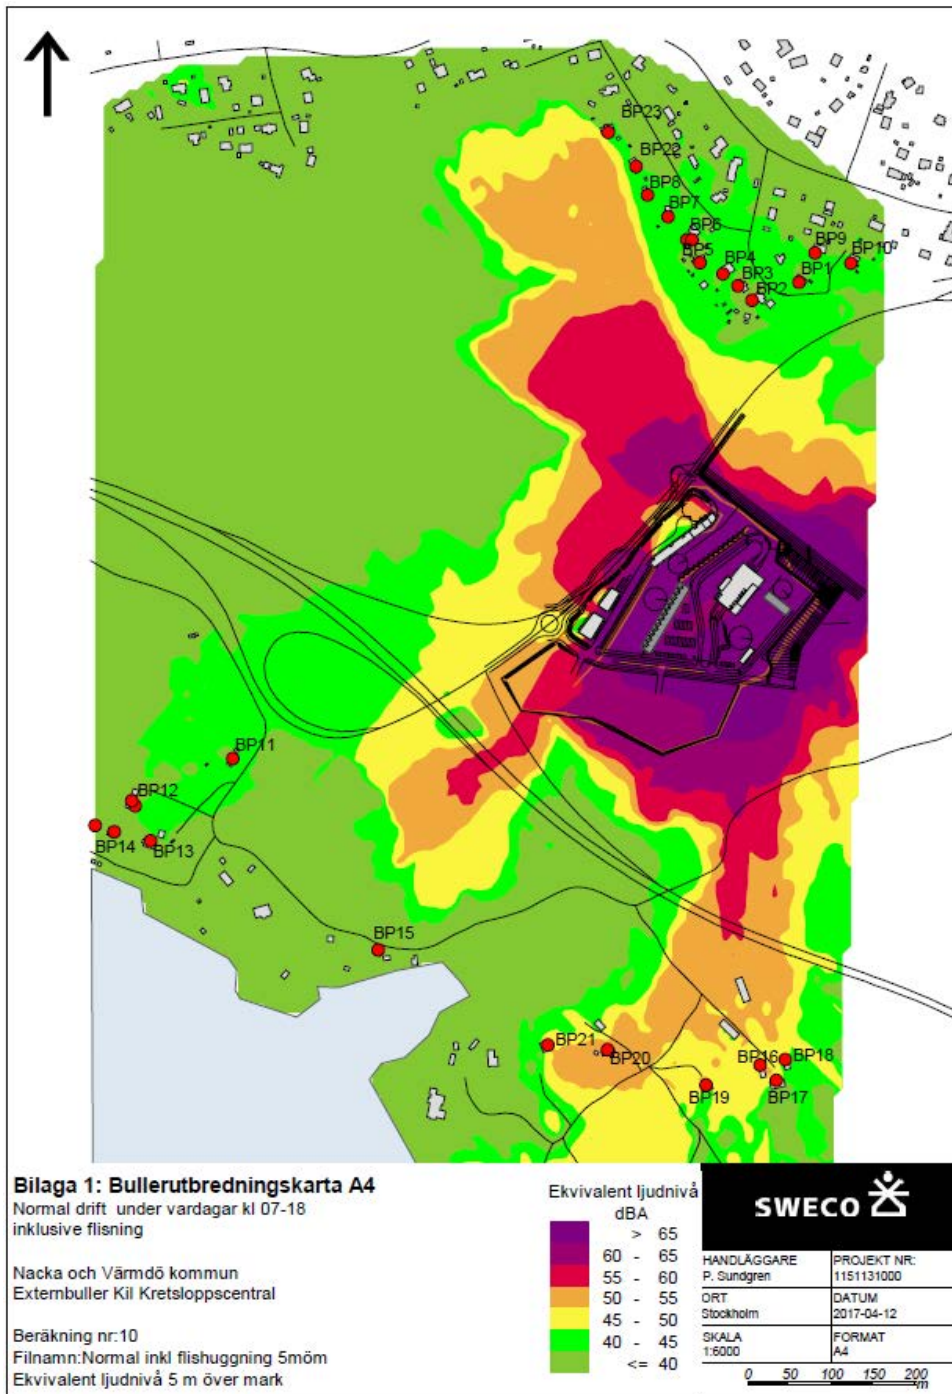 BP23
BP22
BP8
BP7
BP6
BP5
BP4
BP3
BP2
BP9
BP10
BP1
BP11
BP12
BP14
BP13
BP15
BP21
BP20
BP16
BP18
BP17
BP19
Bilaga 1: Bullerutbredningskarta A4
Normal drift under vardagar kl 07-18
inklusive flisning
Nacka och Värmdö kommun
Externbuller Kil Kretsloppscentral
Beräkning nr:10
Filnamn:Normal inkl flishuggning 5möm
Ekvivalent ljudnivå 5 m över mark
Ekvivalent ljudnivå
dBA
> 65
60 - 65
55 - 60
50 - 55
45 - 50
40 - 45
<= 40
SWECO
HANDLÄGGARE
P. Sundgren
PROJEKT NR:
1151131000
ORT
Stockholm
DATUM
2017-04-12
SKALA
1:6000
FORMAT
A4
0 50 100 150 200
m